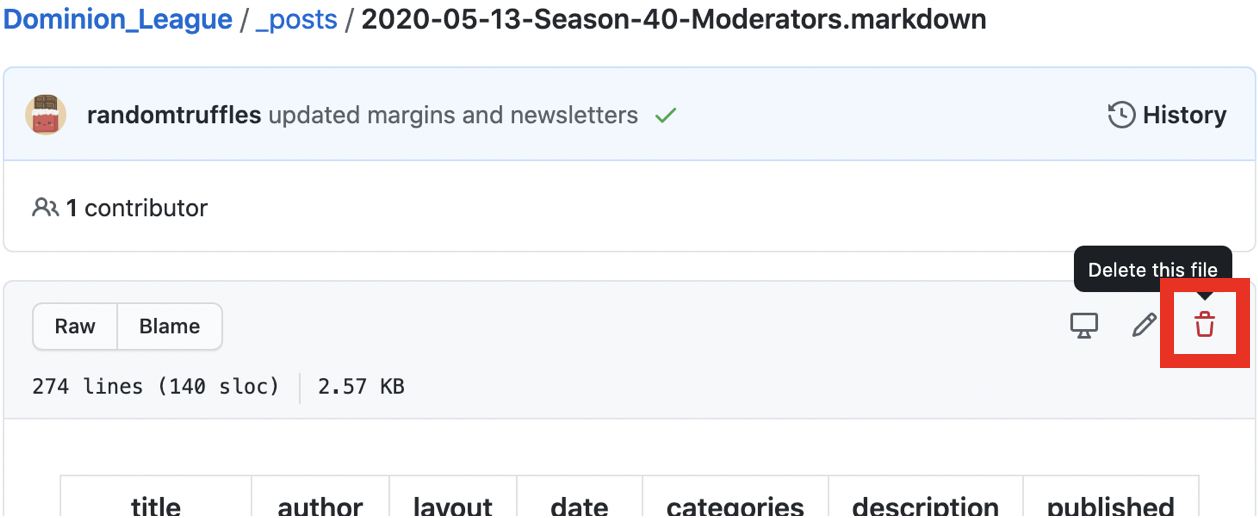 Dominion_League / _posts / 2020-05-13-Season-40-Moderators.markdown
randomtruffles updated margins and newsletters
History
1 contributor
Delete this file
Raw Blame
274 lines (140 sloc) 2.57 KB
title author layout date categories description published